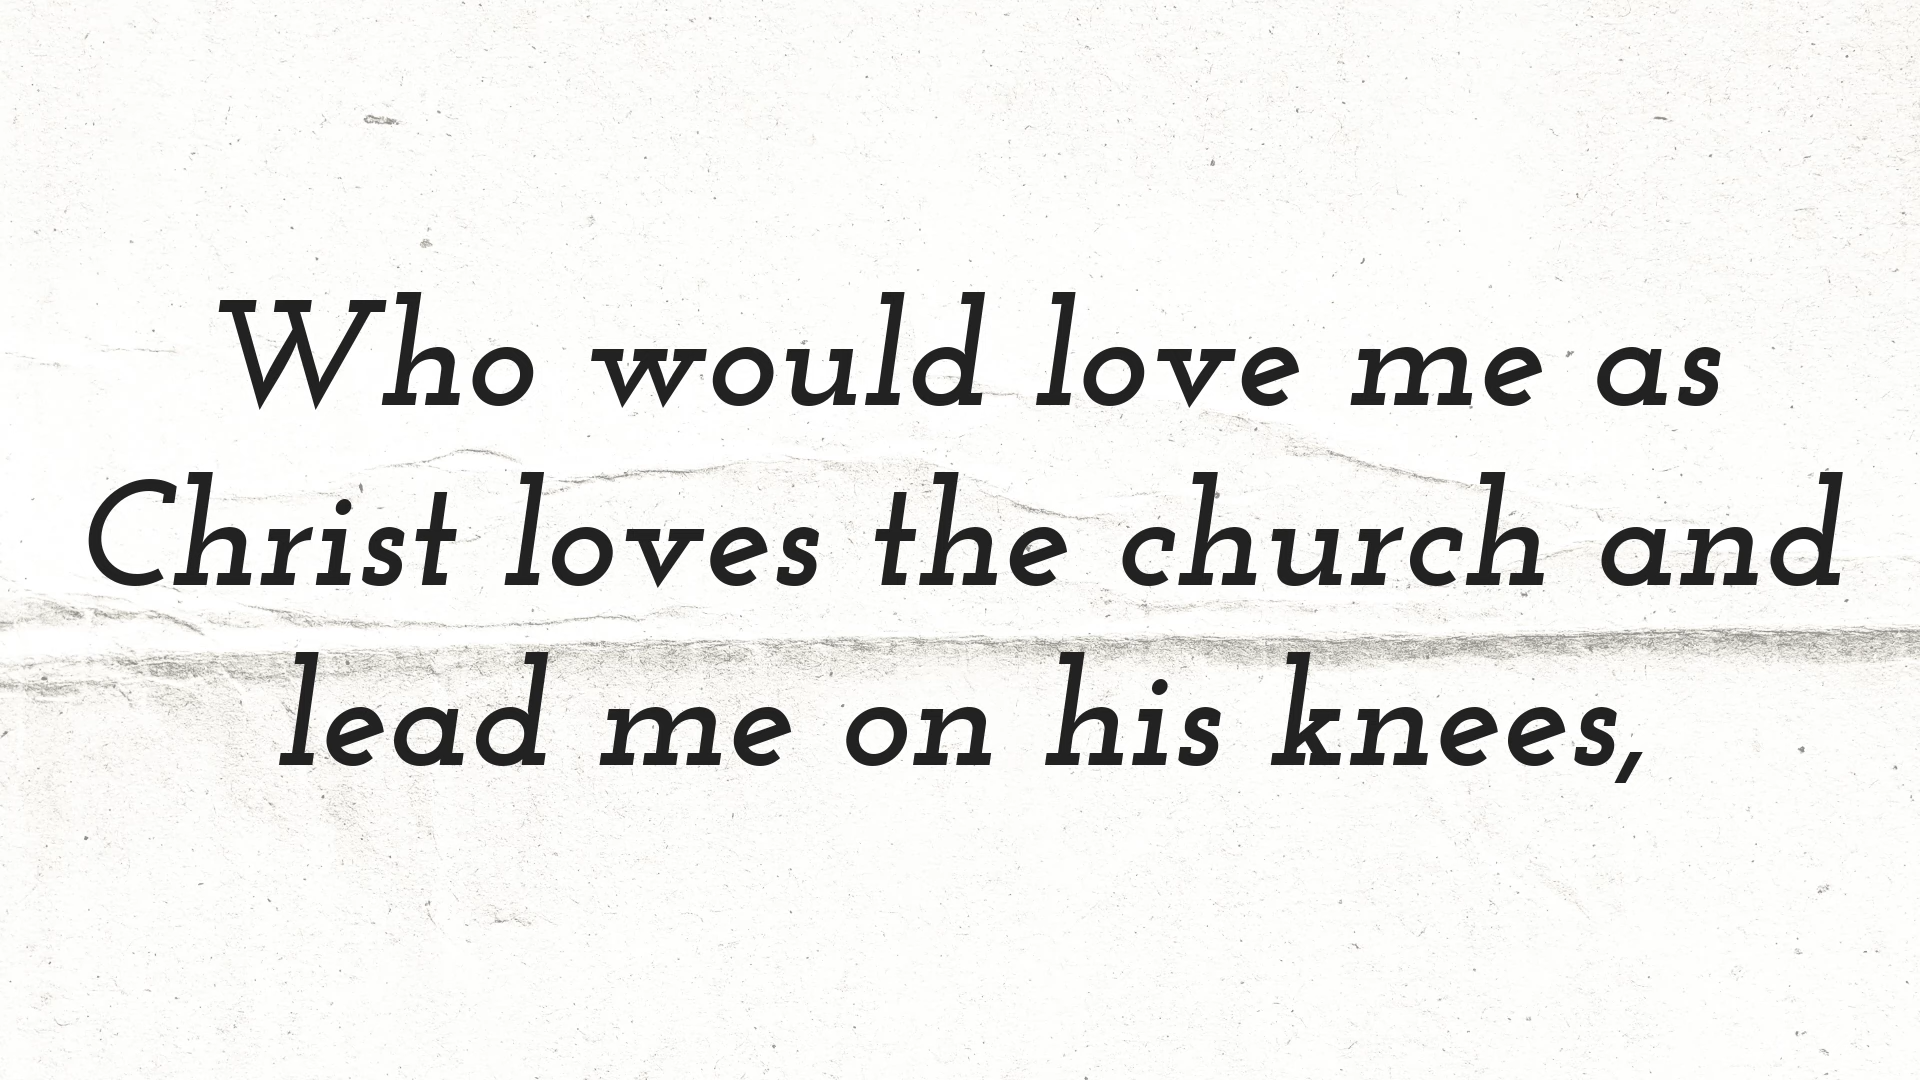 Who would love me as
Christ loves the church and
lead me on his knees,